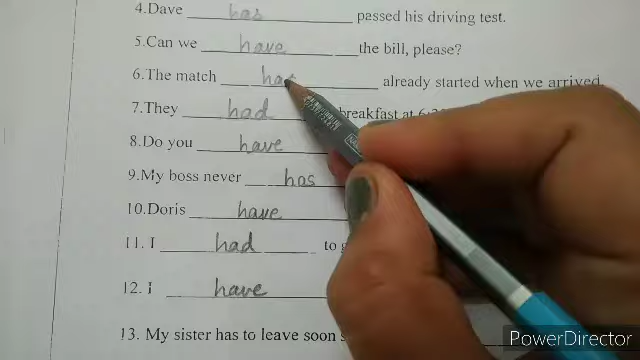 4.Dave has passed his driving test.
5.Can we have the bill, please?
6.The match already started when we arrived
7.They had breakfast at 6:
8.Do you have
9.My boss never has
10.Doris have
11. I had to g
12. I have
13. My sister has to leave soon s
PowerDirector